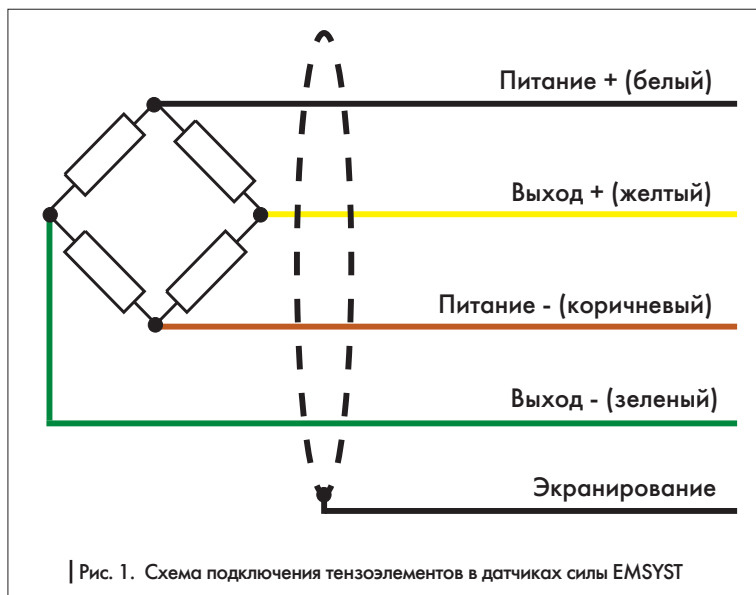 Питание + (белый)
Выход + (желтый)
Питание - (коричневый)
Выход - (зеленый)
Экранирование
Рис. 1. Схема подключения тензоэлементов в датчиках силы EMSYST